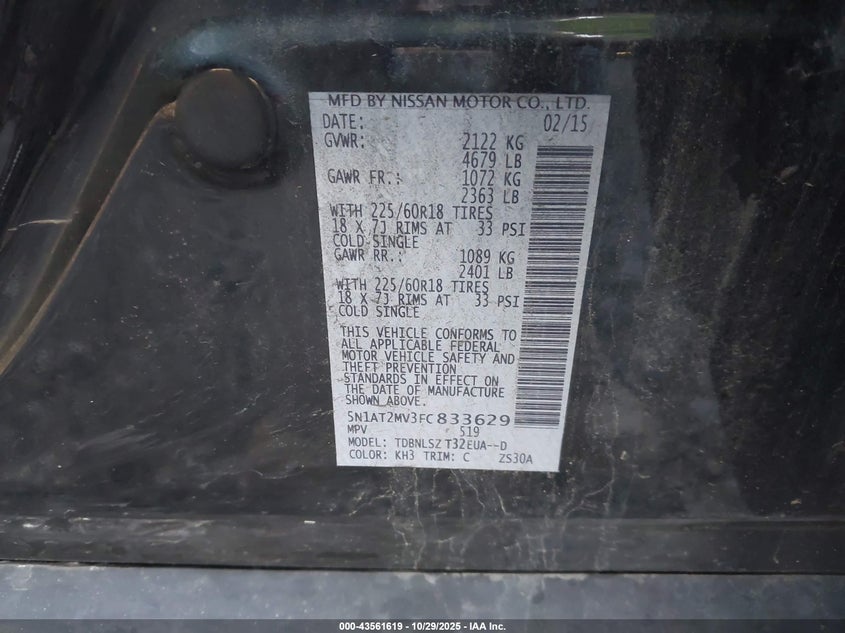 MFD BY NISSAN MOTOR CO., LTD.
DATE: 02/15
GVWR: 2122 KG
4679 LB
GAWR FR.: 1072 KG
2363 LB
WITH 225/60R18 TIRES
18 X 7J RIMS AT 33 PSI
COLD-SINGLE
GAWR RR.: 1089 KG
2401 LB
WITH 225/60R18 TIRES
18 X 7J RIMS AT 33 PSI
COLD SINGLE
THIS VEHICLE CONFORMS TO
ALL APPLICABLE FEDERAL
MOTOR VEHICLE SAFETY AND
THEFT PREVENTION
STANDARDS IN EFFECT ON
THE DATE OF MANUFACTURE
SHOWN ABOVE.
5N1AT2MV3FC833629
MPV 519
MODEL: TDBNLSZ T32EUA--D
COLOR: KH3 TRIM: C ZS30A
000-43561619 | 10/29/2025 - IAA Inc.